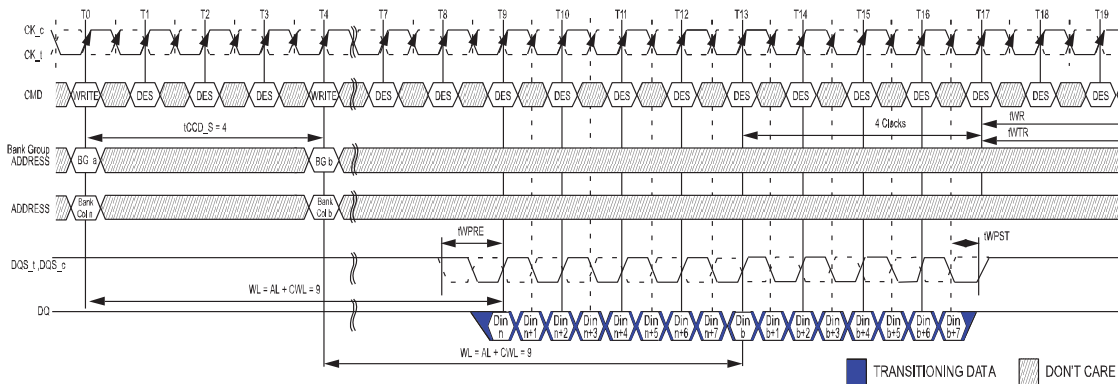 T0 T1 T2 T3 T4 T7 T8 T9 T10 T11 T12 T13 T14 T15 T16 T17 T18 T19
CK_c
CK_t
CMD WRITE DES DES DES WRITE DES DES DES DES DES DES DES DES DES DES DES DES DES
tCCD_S = 4
4 Clocks
tWR
tWTR
Bank Group
ADDRESS
BG a
BG b
ADDRESS
Bank
Col n
Bank
Col b
tWPRE
tWPST
DQS_t ,DQS_c
WL = AL + CWL = 9
DQ
Din Din Din Din Din Din Din Din Din Din Din Din Din Din Din Din
n n+1 n+2 n+3 n+4 n+5 n+6 n+7 b b+1 b+2 b+3 b+4 b+5 b+6 b+7
WL = AL + CWL = 9
TRANSITIONING DATA
DON'T CARE